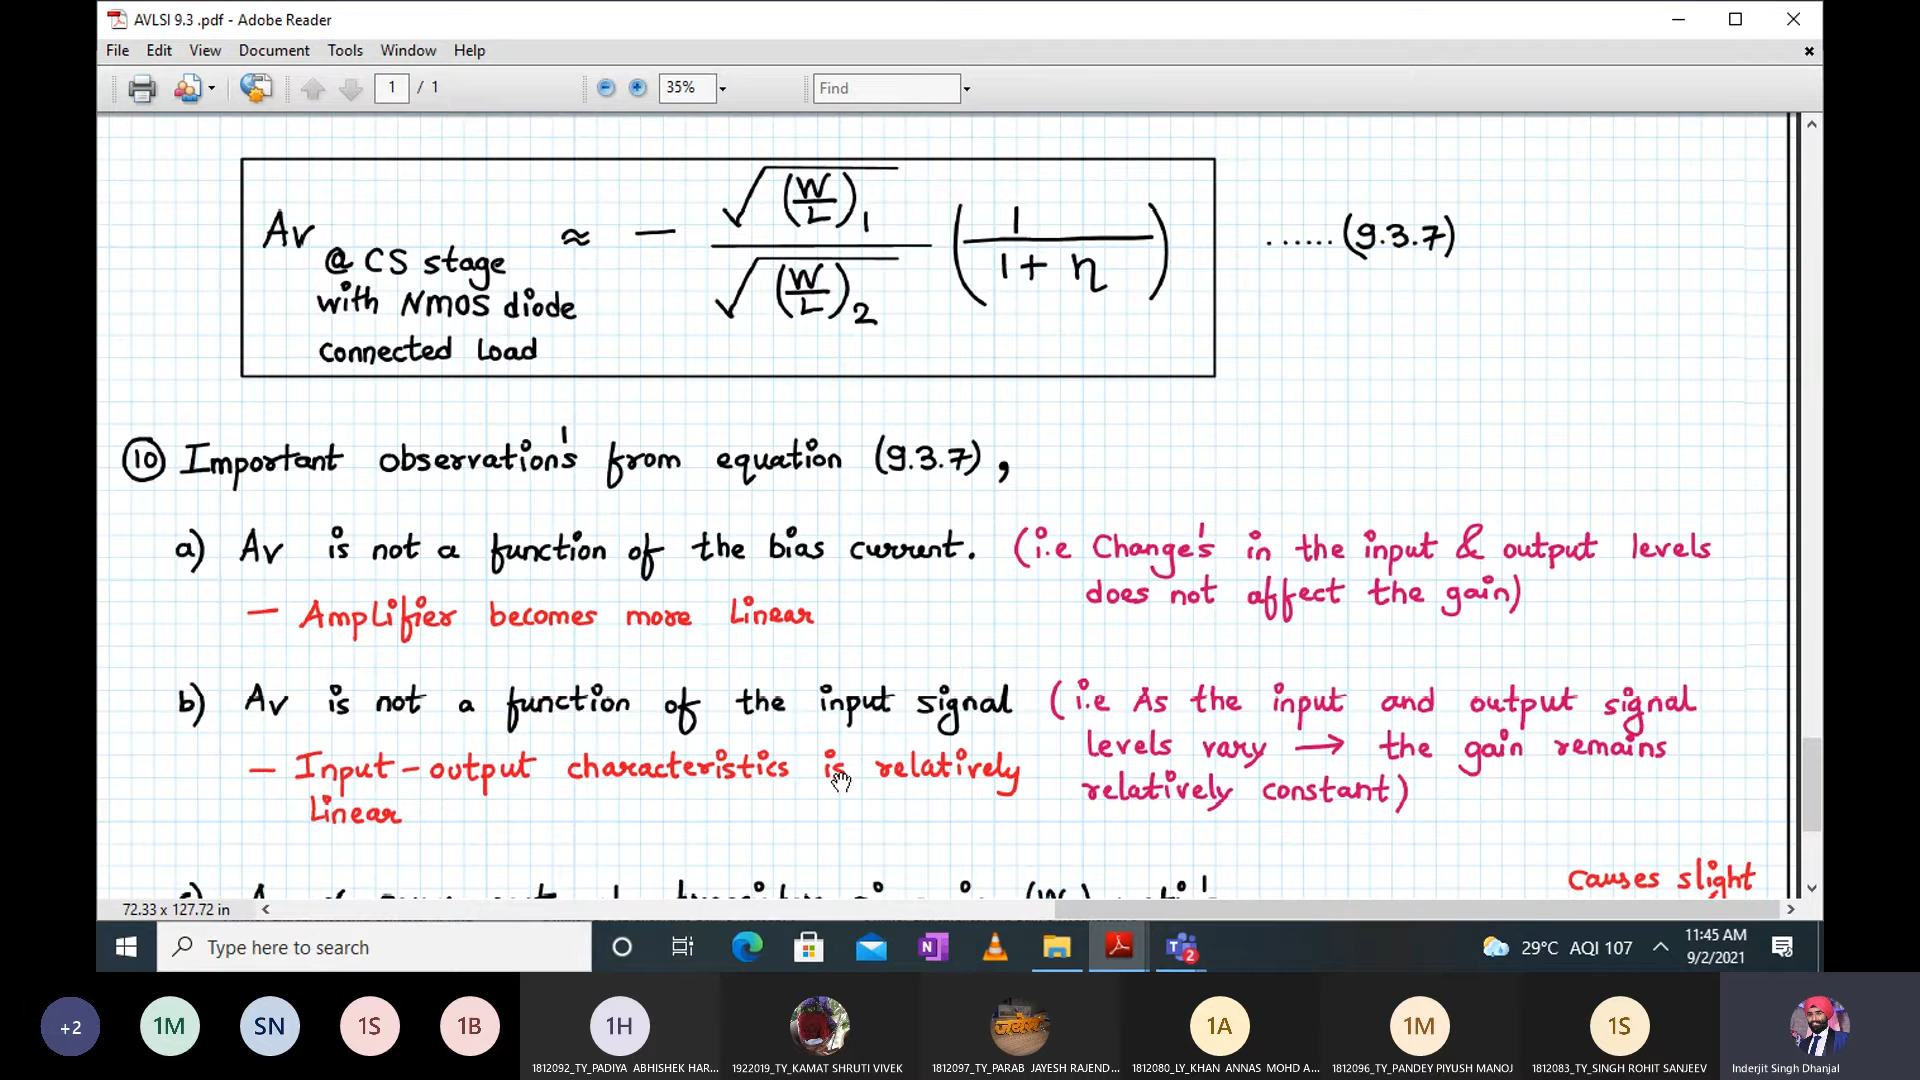 AVLSI 9.3 .pdf - Adobe Reader
File Edit View Document Tools Window Help
1 / 1 35% Find
Av @ CS stage with NMOS diode connected Load ≈ - √(W/L)1 / √(W/L)2 (1 / 1 + η) ......(9.3.7)
⑩ Important observation's from equation (9.3.7),
a) Av is not a function of the bias current. (i.e Change's in the input & output levels
does not affect the gain)
- Amplifier becomes more Linear
b) Av is not a function of the input signal (i.e As the input and output signal
levels vary → the gain remains
- Input-output characteristics is relatively
relatively constant)
Linear
causes slight
72.33 x 127.72 in
Type here to search
29°C AQI 107
11:45 AM
9/2/2021
2
+2 1M SN 1S 1B 1H 1A 1M 1S
1812092_TY_PADIYA ABHISHEK HAR... 1922019_TY_KAMAT SHRUTI VIVEK 1812097_TY_PARAB JAYESH RAJEND... 1812080_LY_KHAN ANNAS MOHD A... 1812096_TY_PANDEY PIYUSH MANOJ 1812083_TY_SINGH ROHIT SANJEEV Inderjit Singh Dhanjal